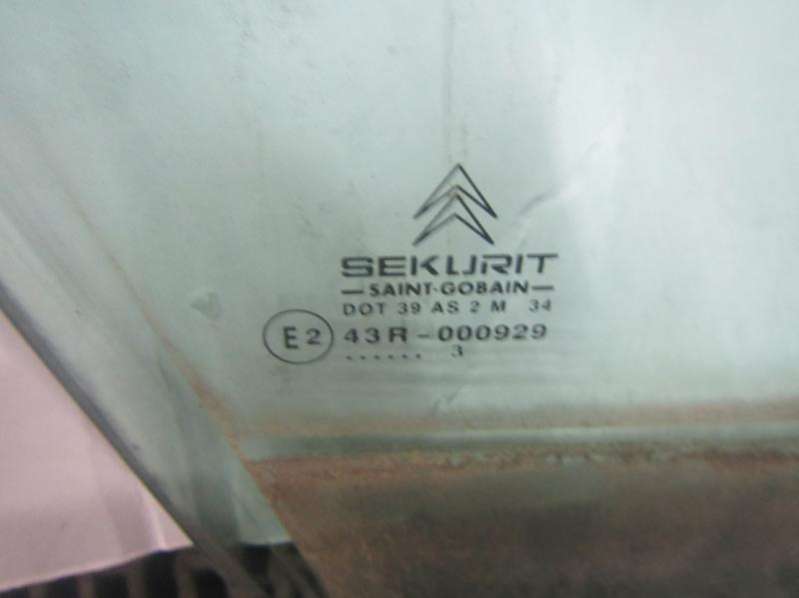 SEKURIT
SAINT-GOBAIN
DOT 39 AS 2 M 34
E2 43R-000929
...... 3